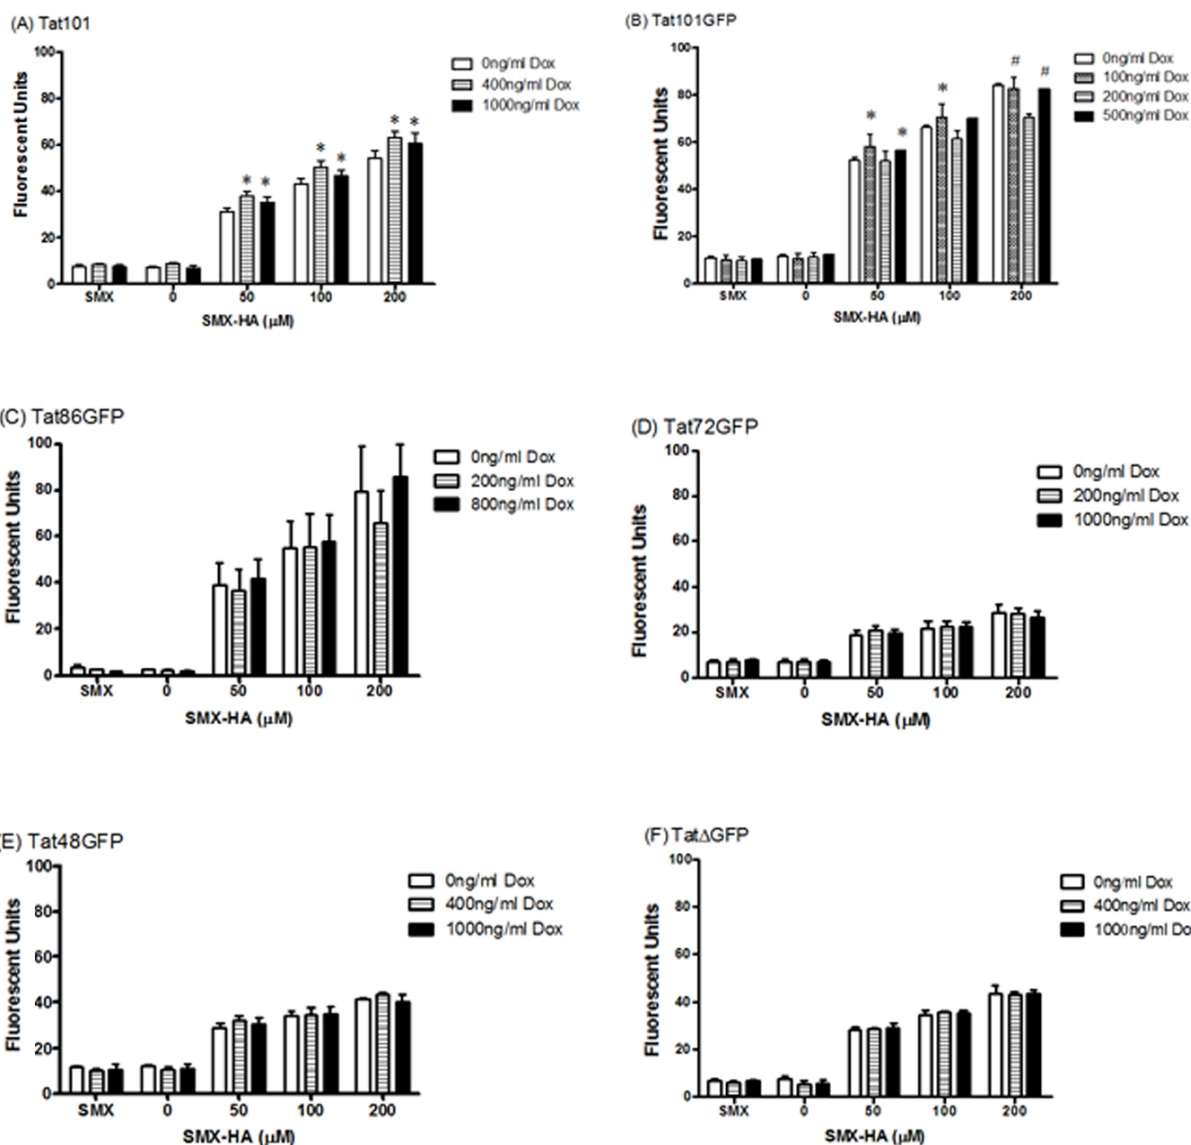 (A) Tat101
100
80
60
40
20
0
Fluorescent Units
0ng/ml Dox
400ng/ml Dox
1000ng/ml Dox
* * * * * *
SMX 0 50 100 200
SMX-HA (µM)
(B) Tat101GFP
100
80
60
40
20
0
Fluorescent Units
0ng/ml Dox
100ng/ml Dox
200ng/ml Dox
500ng/ml Dox
* * * # #
SMX 0 50 100 200
SMX-HA (µM)
(C) Tat86GFP
100
80
60
40
20
0
Fluorescent Units
0ng/ml Dox
200ng/ml Dox
800ng/ml Dox
SMX 0 50 100 200
SMX-HA (µM)
(D) Tat72GFP
100
80
60
40
20
0
Fluorescent Units
0ng/ml Dox
200ng/ml Dox
1000ng/ml Dox
SMX 0 50 100 200
SMX-HA (µM)
E) Tat48GFP
100
80
60
40
20
0
Fluorescent Units
0ng/ml Dox
400ng/ml Dox
1000ng/ml Dox
SMX 0 50 100 200
SMX-HA (µM)
(F) Tat∆GFP
100
80
60
40
20
0
Fluorescent Units
0ng/ml Dox
400ng/ml Dox
1000ng/ml Do
SMX 0 50 100 200
SMX-HA (µM)